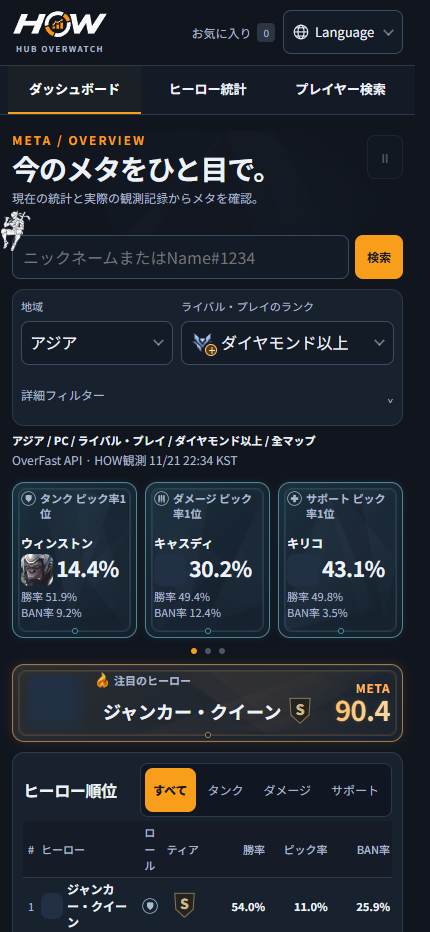 HOW
HUB OVERWATCH
お気に入り 0
Language
ダッシュボード ヒーロー統計 プレイヤー検索
META / OVERVIEW
今のメタをひと目で。
現在の統計と実際の観測記録からメタを確認。
ニックネームまたはName#1234 検索
地域 ライバル・プレイのランク
アジア ダイヤモンド以上
詳細フィルター
アジア / PC / ライバル・プレイ / ダイヤモンド以上 / 全マップ
OverFast API · HOW観測 11/21 22:34 KST
タンク ピック率1
位
ウィンストン
14.4%
勝率 51.9%
BAN率 9.2%
ダメージ ピック
率1位
キャスディ
30.2%
勝率 49.4%
BAN率 12.4%
サポート ピック
率1位
キリコ
43.1%
勝率 49.8%
BAN率 3.5%
注目のヒーロー
ジャンカー・クイーン S
META
90.4
ヒーロー順位 すべて タンク ダメージ サポート
# ヒーロー
ロ
ー
ル
ティア 勝率 ピック率 BAN率
1
ジャンカ
ー・クイー
ン
S 54.0% 11.0% 25.9%